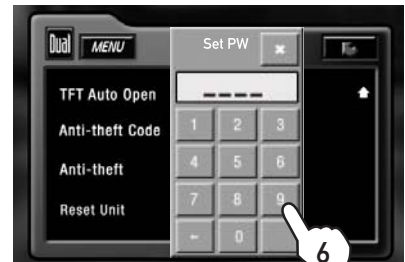 Dual MENU Set PW ×
_ _ _ _
TFT Auto Open
Anti-theft Code
Anti-theft
Reset Unit
1 2 3
4 5 6
7 8 9
← 0
6